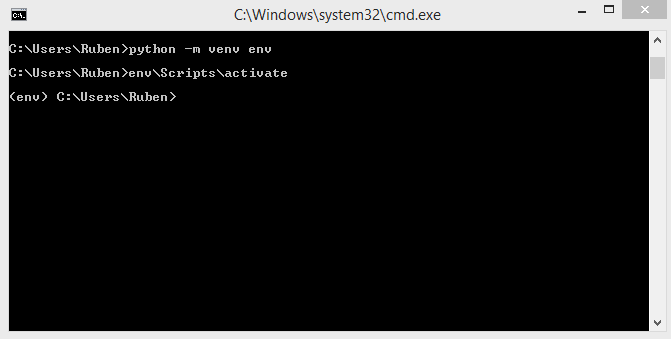 C:\Windows\system32\cmd.exe
C:\Users\Ruben>python -m venv env
C:\Users\Ruben>env\Scripts\activate
(env) C:\Users\Ruben>